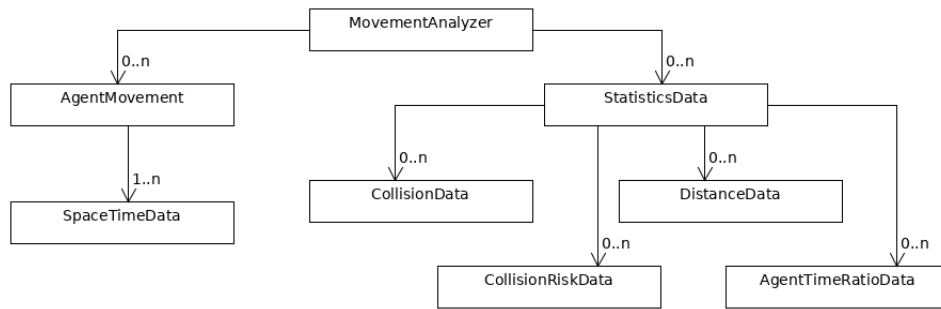 MovementAnalyzer
0..n
0..n
AgentMovement
StatisticsData
0..n
0..n
1..n
CollisionData
DistanceData
SpaceTimeData
0..n
0..n
CollisionRiskData
AgentTimeRatioData